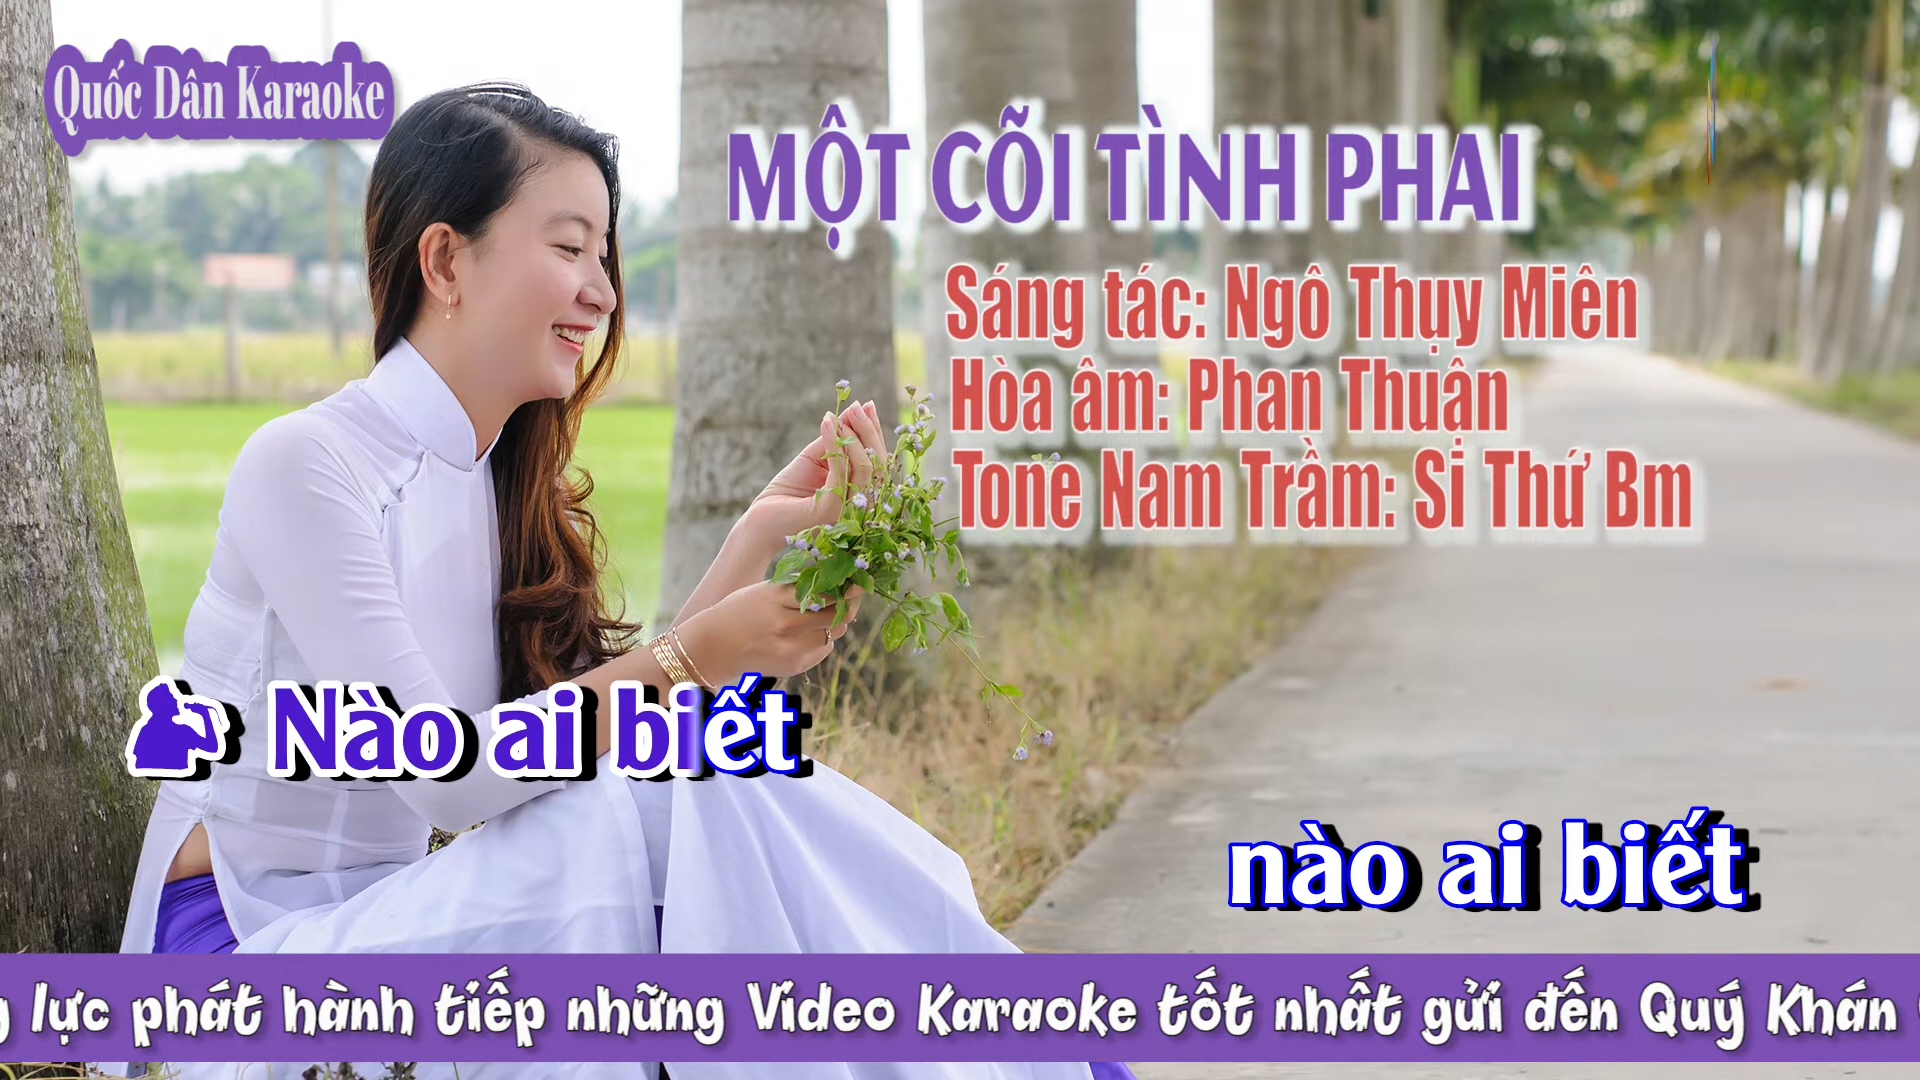 Quốc Dân Karaoke
MỘT CÕI TÌNH PHAI
Sáng tác: Ngô Thụy Miên
Hòa âm: Phan Thuận
Tone Nam Trầm: Si Thứ Bm
Nào ai biết
nào ai biết
lực phát hành tiếp những Video Karaoke tốt nhất gửi đến Quý Khán